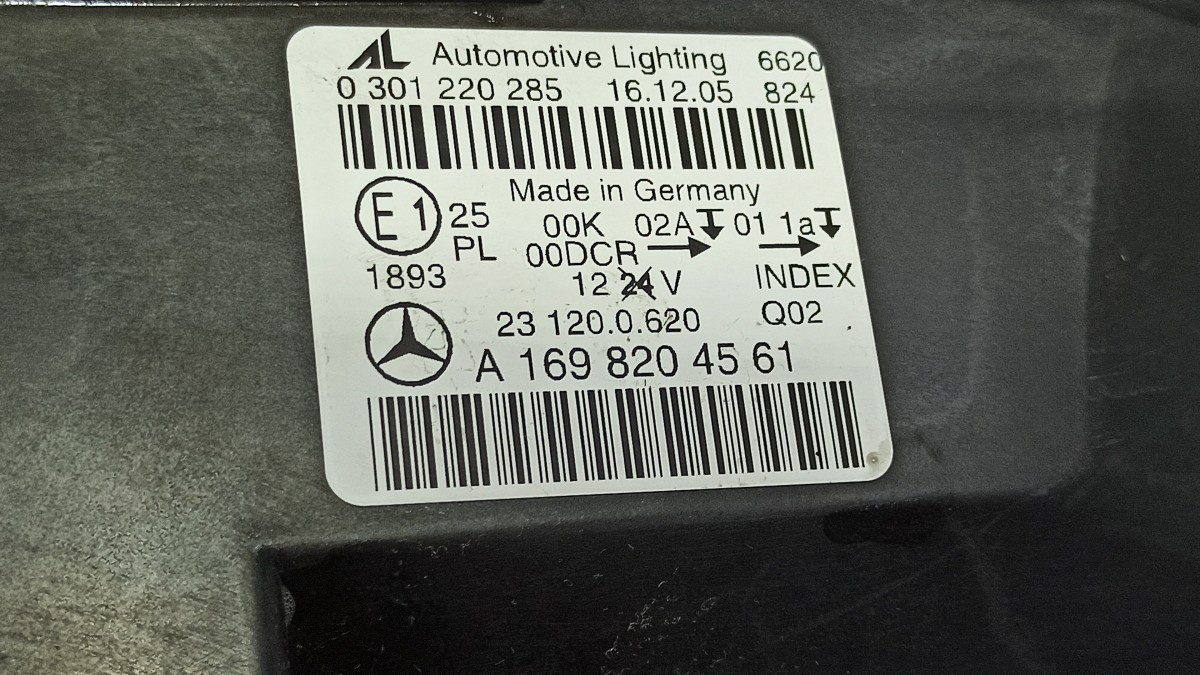 AL Automotive Lighting 6620
0 301 220 285 16.12.05 824
Made in Germany
E1 25 00K 02A 01 1a
PL 00DCR
1893 12 24 V INDEX
23 120.0.620 Q02
A 169 820 45 61